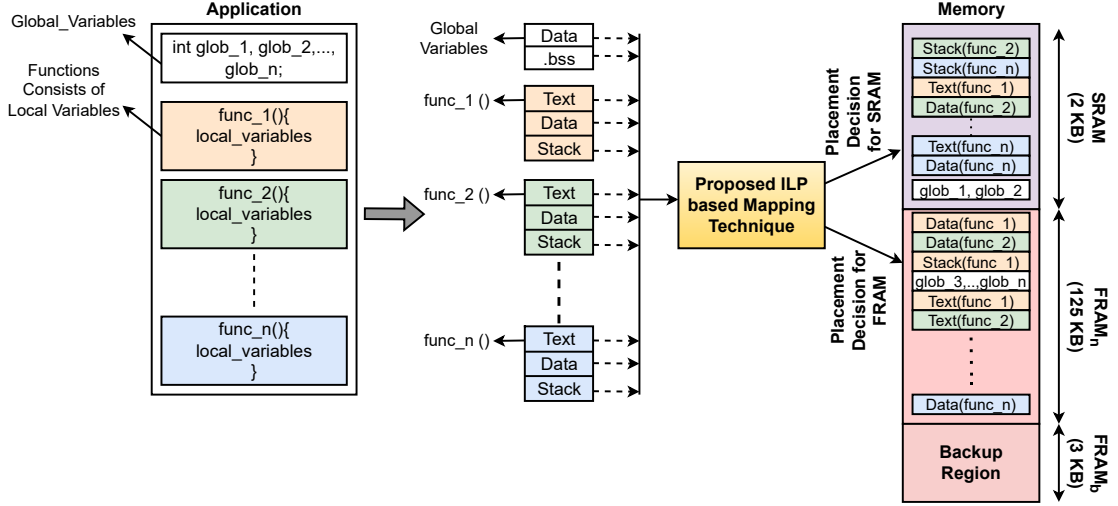 Application
Global_Variables
int glob_1, glob_2,...,
glob_n;
Functions
Consists of
Local Variables
func_1(){
local_variables
}
func_2(){
local_variables
}
func_n(){
local_variables
}
Global
Variables
Data
.bss
func_1 ()
Text
Data
Stack
func_2 ()
Text
Data
Stack
func_n ()
Text
Data
Stack
Proposed ILP
based Mapping
Technique
Placement
Decision
for SRAM
Placement
Decision for
FRAM
Memory
Stack(func_2)
Stack(func_n)
Text(func_1)
Data(func_2)
Text(func_n)
Data(func_n)
glob_1, glob_2
Data(func_1)
Data(func_2)
Stack(func_1)
glob_3,..,glob_n
Text(func_1)
Text(func_2)
Data(func_n)
Backup
Region
SRAM
(2 KB)
FRAMn
(125 KB)
FRAMb
(3 KB)